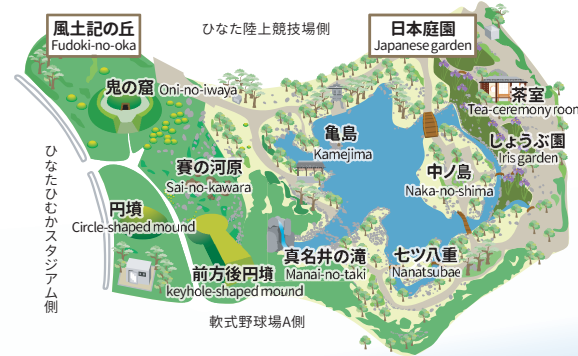 風土記の丘
Fudoki-no-oka
ひなた陸上競技場側
日本庭園
Japanese garden
鬼の窟
Oni-no-iwaya
茶室
Tea-ceremony room
亀島
Kamejima
しょうぶ園
Iris garden
賽の河原
Sai-no-kawara
中ノ島
Naka-no-shima
ひなたひむかスタジアム側
円墳
Circle-shaped mound
真名井の滝
Manai-no-taki
七ツ八重
Nanatsubae
前方後円墳
keyhole-shaped mound
軟式野球場A側